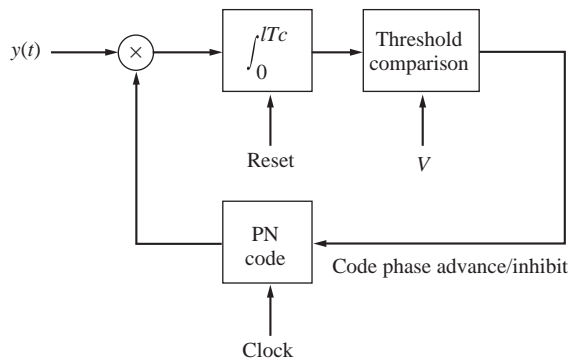 y(t)
×
∫₀^{lTc}
Threshold
comparison
Reset
V
PN
code
Code phase advance/inhibit
Clock